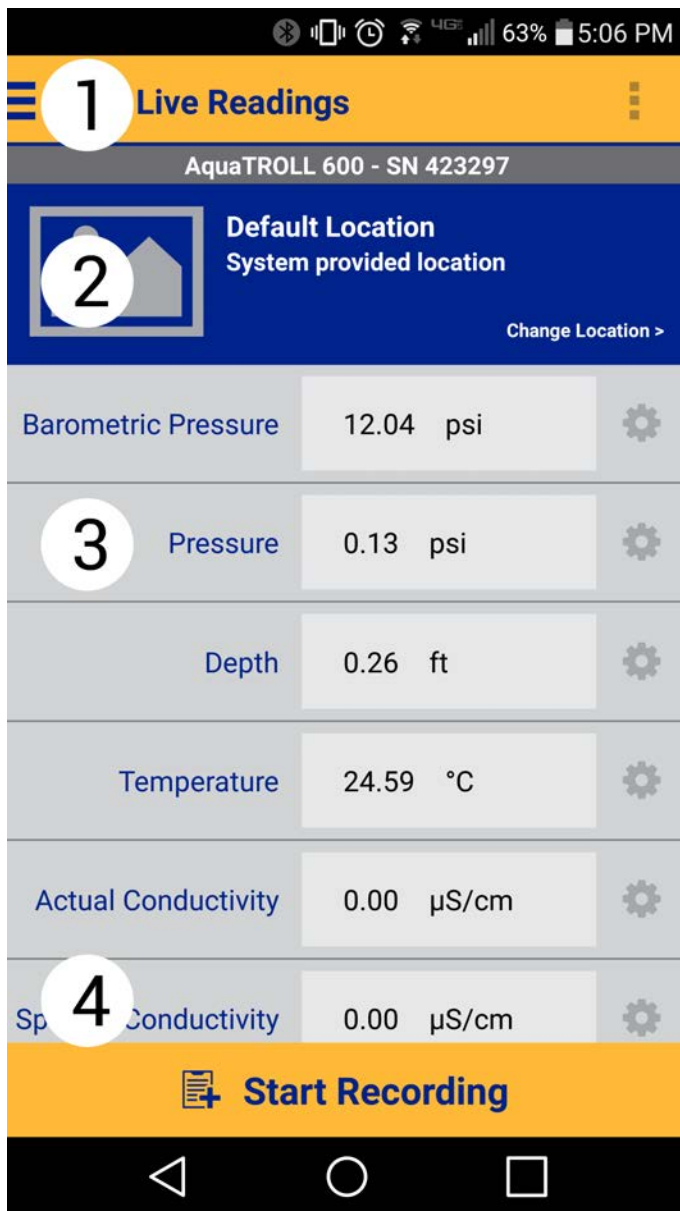 4G 63% 5:06 PM
1 Live Readings
AquaTROLL 600 - SN 423297
2
Default Location
System provided location
Change Location >
Barometric Pressure 12.04 psi
3 Pressure 0.13 psi
Depth 0.26 ft
Temperature 24.59 °C
Actual Conductivity 0.00 µS/cm
4 Conductivity 0.00 µS/cm
Start Recording